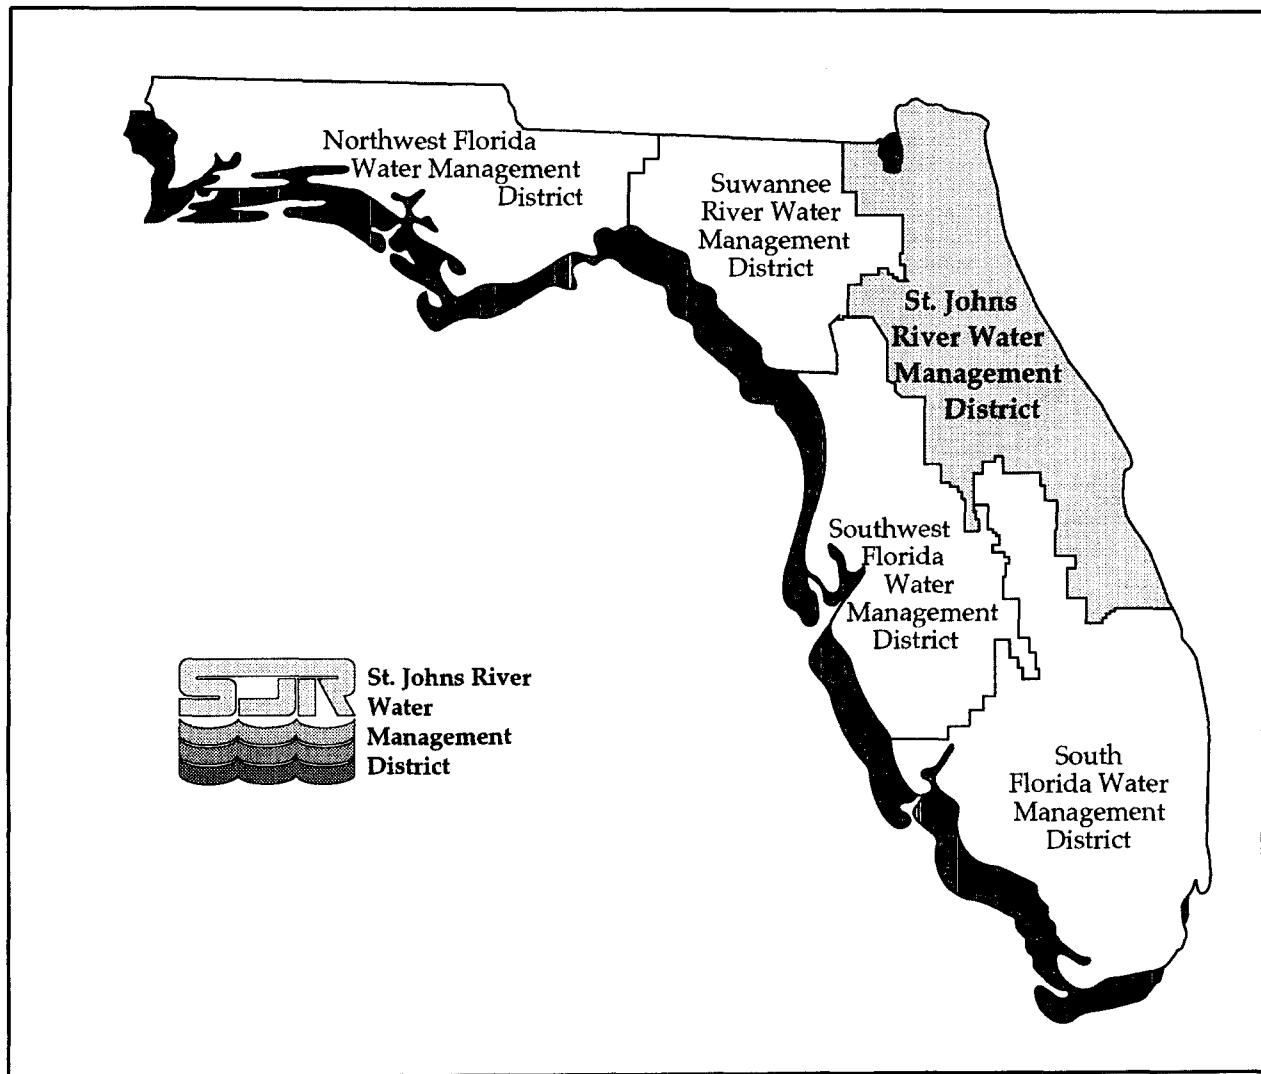 Northwest Florida
Water Management
District
Suwannee
River Water
Management
District
St. Johns
River Water
Management
District
Southwest
Florida
Water
Management
District
SJR
St. Johns River
Water
Management
District
South
Florida Water
Management
District